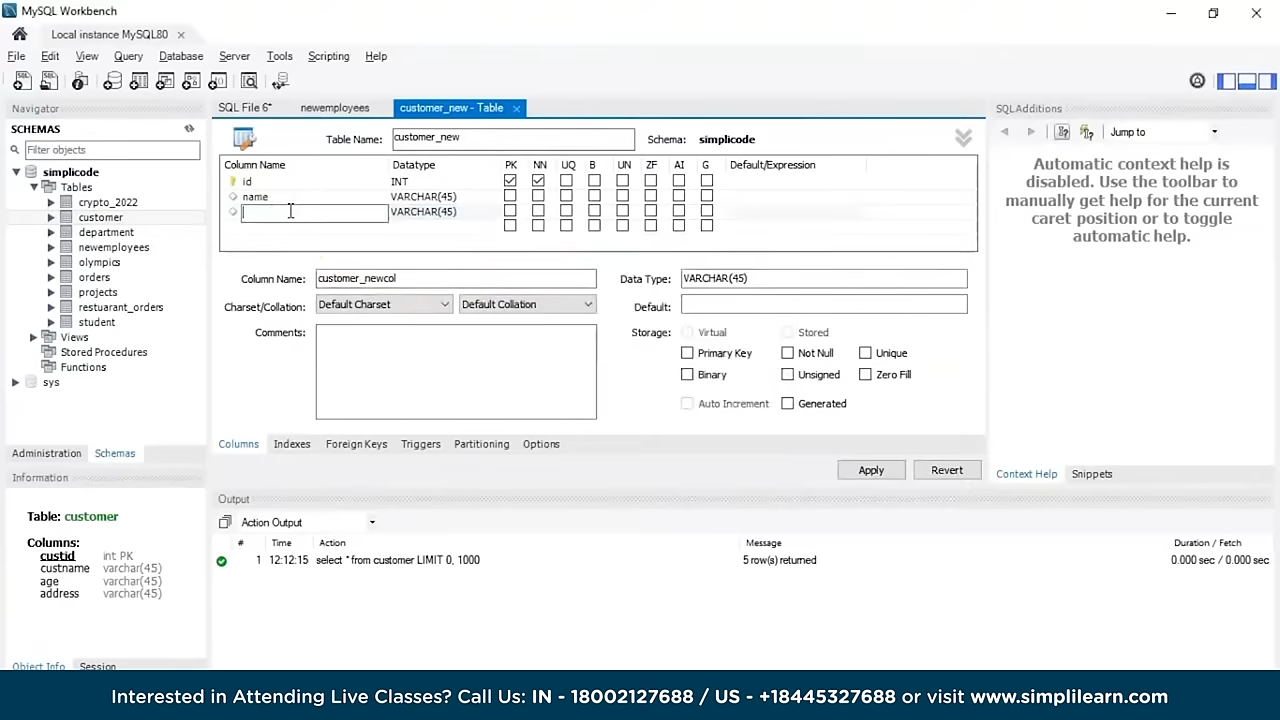 MySQL Workbench
Local instance MySQL80
File Edit View Query Database Server Tools Scripting Help
Navigator
SCHEMAS
Filter objects
simplicode
Tables
crypto_2022
customer
department
newemployees
olympics
orders
projects
restuarant_orders
student
Views
Stored Procedures
Functions
sys
Administration Schemas
Information
Table: customer
Columns:
custid int PK
custname varchar(45)
age varchar(45)
address varchar(45)
Object Info Session
SQL File 6* newemployees customer_new - Table
Table Name: customer_new Schema: simplicode
Column Name Datatype PK NN UQ B UN ZF AI G Default/Expression
id INT
name VARCHAR(45)
VARCHAR(45)
Column Name: customer_newcol Data Type: VARCHAR(45)
Charset/Collation: Default Charset Default Collation Default:
Comments: Storage: Virtual Stored
Primary Key Not Null Unique
Binary Unsigned Zero Fill
Auto Increment Generated
Columns Indexes Foreign Keys Triggers Partitioning Options
Apply Revert
Output
Action Output
# Time Action Message Duration / Fetch
1 12:12:15 select * from customer LIMIT 0, 1000 5 row(s) returned 0.000 sec / 0.000 sec
SQLAdditions
Jump to
Automatic context help is
disabled. Use the toolbar to
manually get help for the current
caret position or to toggle
automatic help.
Context Help Snippets
Interested in Attending Live Classes? Call Us: IN - 18002127688 / US - +18445327688 or visit www.simplilearn.com